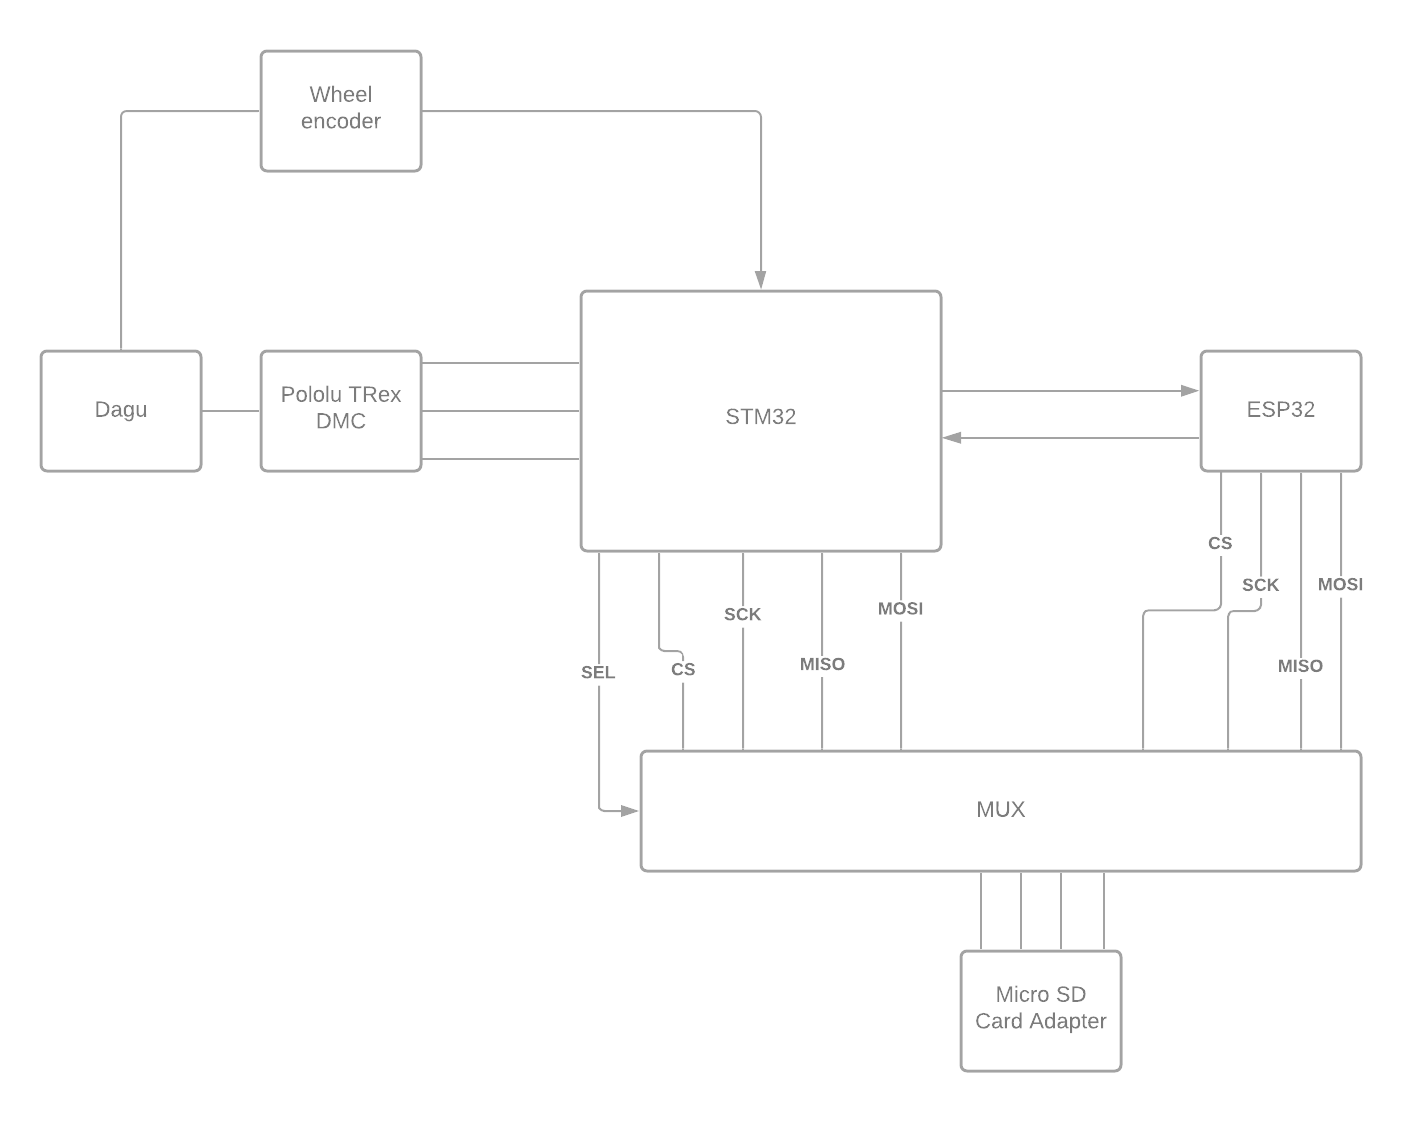 Wheel
encoder
Dagu
Pololu TRex
DMC
STM32
ESP32
CS
SCK
MOSI
SCK
MOSI
SEL
CS
MISO
MISO
MUX
Micro SD
Card Adapter